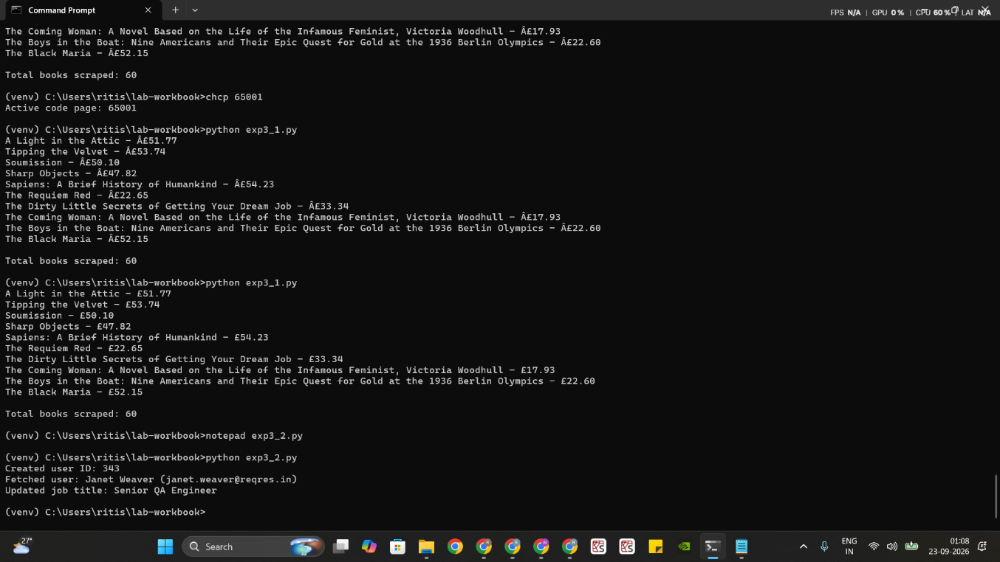 Command Prompt
FPS N/A | GPU 0% | CPU 60% | LAT N/A
The Coming Woman: A Novel Based on the Life of the Infamous Feminist, Victoria Woodhull - Â£17.93
The Boys in the Boat: Nine Americans and Their Epic Quest for Gold at the 1936 Berlin Olympics - Â£22.60
The Black Maria - Â£52.15
Total books scraped: 60
(venv) C:\Users\ritis\lab-workbook>chcp 65001
Active code page: 65001
(venv) C:\Users\ritis\lab-workbook>python exp3_1.py
A Light in the Attic - Â£51.77
Tipping the Velvet - Â£53.74
Soumission - Â£50.10
Sharp Objects - Â£47.82
Sapiens: A Brief History of Humankind - Â£54.23
The Requiem Red - Â£22.65
The Dirty Little Secrets of Getting Your Dream Job - Â£33.34
The Coming Woman: A Novel Based on the Life of the Infamous Feminist, Victoria Woodhull - Â£17.93
The Boys in the Boat: Nine Americans and Their Epic Quest for Gold at the 1936 Berlin Olympics - Â£22.60
The Black Maria - Â£52.15
Total books scraped: 60
(venv) C:\Users\ritis\lab-workbook>python exp3_1.py
A Light in the Attic - £51.77
Tipping the Velvet - £53.74
Soumission - £50.10
Sharp Objects - £47.82
Sapiens: A Brief History of Humankind - £54.23
The Requiem Red - £22.65
The Dirty Little Secrets of Getting Your Dream Job - £33.34
The Coming Woman: A Novel Based on the Life of the Infamous Feminist, Victoria Woodhull - £17.93
The Boys in the Boat: Nine Americans and Their Epic Quest for Gold at the 1936 Berlin Olympics - £22.60
The Black Maria - £52.15
Total books scraped: 60
(venv) C:\Users\ritis\lab-workbook>notepad exp3_2.py
(venv) C:\Users\ritis\lab-workbook>python exp3_2.py
Created user ID: 343
Fetched user: Janet Weaver (janet.weaver@reqres.in)
Updated job title: Senior QA Engineer
(venv) C:\Users\ritis\lab-workbook>
27°
Search
ENG
IN
01:08
23-09-2026